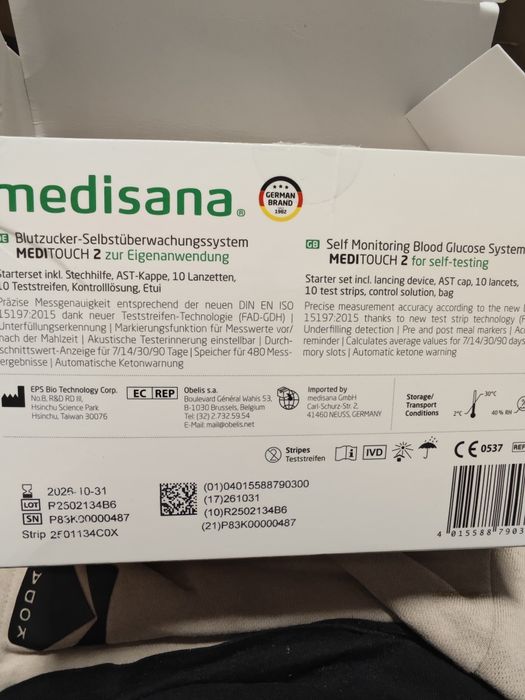 medisana®
GERMAN
BRAND
1982
DE Blutzucker-Selbstüberwachungssystem
MEDITOUCH 2 zur Eigenanwendung
Starterset inkl. Stechhilfe, AST-Kappe, 10 Lanzetten,
10 Teststreifen, Kontrolllösung, Etui
Präzise Messgenauigkeit entsprechend der neuen DIN EN ISO
15197:2015 dank neuer Teststreifen-Technologie (FAD-GDH) |
Unterfüllungserkennung | Markierungsfunktion für Messwerte vor/
nach der Mahlzeit | Akustische Testerinnerung einstellbar | Durch-
schnittswert-Anzeige für 7/14/30/90 Tage | Speicher für 480 Mess-
ergebnisse | Automatische Ketonwarnung
GB Self Monitoring Blood Glucose System
MEDITOUCH 2 for self-testing
Starter set incl. lancing device, AST cap, 10 lancets,
10 test strips, control solution, bag
Precise measurement accuracy according to the new
15197:2015 thanks to new test strip technology
Underfilling detection | Pre and post meal markers |
reminder | Calculates average values for 7/14/30/90 days
mory slots | Automatic ketone warning
EPS Bio Technology Corp.
No.8, R&D RD III,
Hsinchu Science Park
Hsinchu, Taiwan 30076
EC REP
Obelis s.a.
Boulevard Général Wahis 53,
B-1030 Brussels, Belgium
Tel: (32) 2.732.59.54
E-Mail: mail@obelis.net
Imported by
medisana GmbH
Carl-Schurz-Str. 2,
41460 NEUSS, GERMANY
Storage/
Transport
Conditions
2°C
30°C
40 % RH
Stripes
Teststreifen
IVD
CE 0537
REF
2026-10-31
LOT R2502134B6
SN P83K00000487
Strip 2501134C0X
(01)04015588790300
(17)261031
(10)R2502134B6
(21)P83K00000487
4 015588 7903
KODA